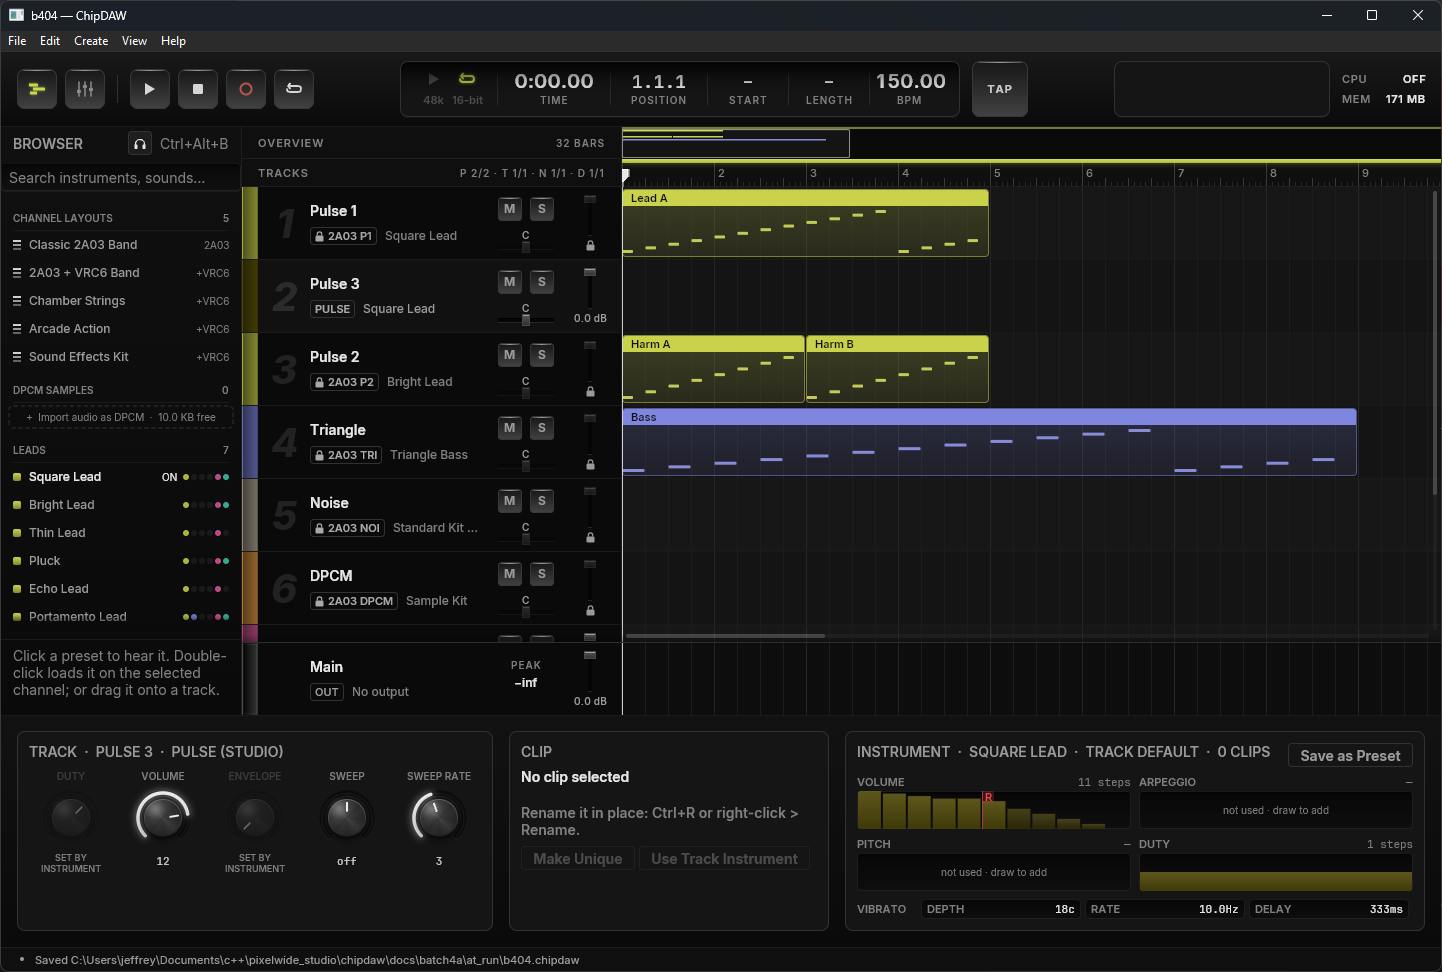 b404 — ChipDAW
File Edit Create View Help
48k 16-bit
0:00.00
TIME
1.1.1
POSITION
–
START
–
LENGTH
150.00
BPM
TAP
CPU OFF
MEM 171 MB
BROWSER Ctrl+Alt+B
Search instruments, sounds...
CHANNEL LAYOUTS 5
Classic 2A03 Band 2A03
2A03 + VRC6 Band +VRC6
Chamber Strings +VRC6
Arcade Action +VRC6
Sound Effects Kit +VRC6
DPCM SAMPLES 0
+ Import audio as DPCM · 10.0 KB free
LEADS 7
Square Lead ON
Bright Lead
Thin Lead
Pluck
Echo Lead
Portamento Lead
Click a preset to hear it. Double-
click loads it on the selected
channel; or drag it onto a track.
OVERVIEW 32 BARS
TRACKS P 2/2 · T 1/1 · N 1/1 · D 1/1
2 3 4 5 6 7 8 9
1 Pulse 1 M S
2A03 P1 Square Lead C
2 Pulse 3 M S
PULSE Square Lead C 0.0 dB
3 Pulse 2 M S
2A03 P2 Bright Lead C
4 Triangle M S
2A03 TRI Triangle Bass C
5 Noise M S
2A03 NOI Standard Kit ... C
6 DPCM M S
2A03 DPCM Sample Kit C
Main PEAK
–inf
OUT No output 0.0 dB
Lead A
Harm A Harm B
Bass
TRACK · PULSE 3 · PULSE (STUDIO)
DUTY VOLUME ENVELOPE SWEEP SWEEP RATE
SET BY INSTRUMENT 12 SET BY INSTRUMENT off 3
CLIP
No clip selected
Rename it in place: Ctrl+R or right-click >
Rename.
Make Unique Use Track Instrument
INSTRUMENT · SQUARE LEAD · TRACK DEFAULT · 0 CLIPS Save as Preset
VOLUME 11 steps ARPEGGIO –
R
not used · draw to add
PITCH – DUTY 1 steps
not used · draw to add
VIBRATO DEPTH 18c RATE 10.0Hz DELAY 333ms
• Saved C:\Users\jeffrey\Documents\c++\pixelwide_studio\chipdaw\docs\batch4a\at_run\b404.chipdaw